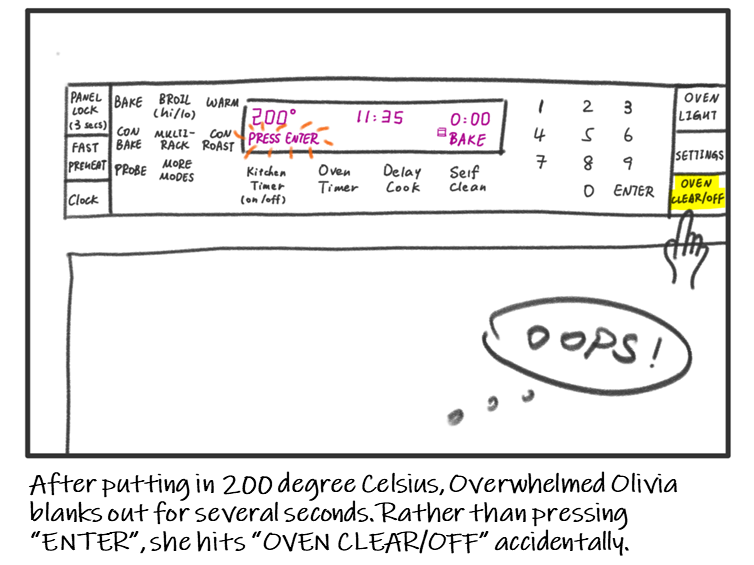 PANEL LOCK (3 secs)
FAST PREHEAT
Clock
BAKE
BROIL (hi/lo)
WARM
CON BAKE
MULTI-RACK
CON ROAST
PROBE
MORE MODES
200° 11:35 0:00
PRESS ENTER BAKE
Kitchen Timer (on/off)
Oven Timer
Delay Cook
Self Clean
1 2 3
4 5 6
7 8 9
0 ENTER
OVEN LIGHT
SETTINGS
OVEN CLEAR/OFF
OOPS!
After putting in 200 degree Celsius, Overwhelmed Olivia
blanks out for several seconds. Rather than pressing
“ENTER”, she hits “OVEN CLEAR/OFF” accidentally.